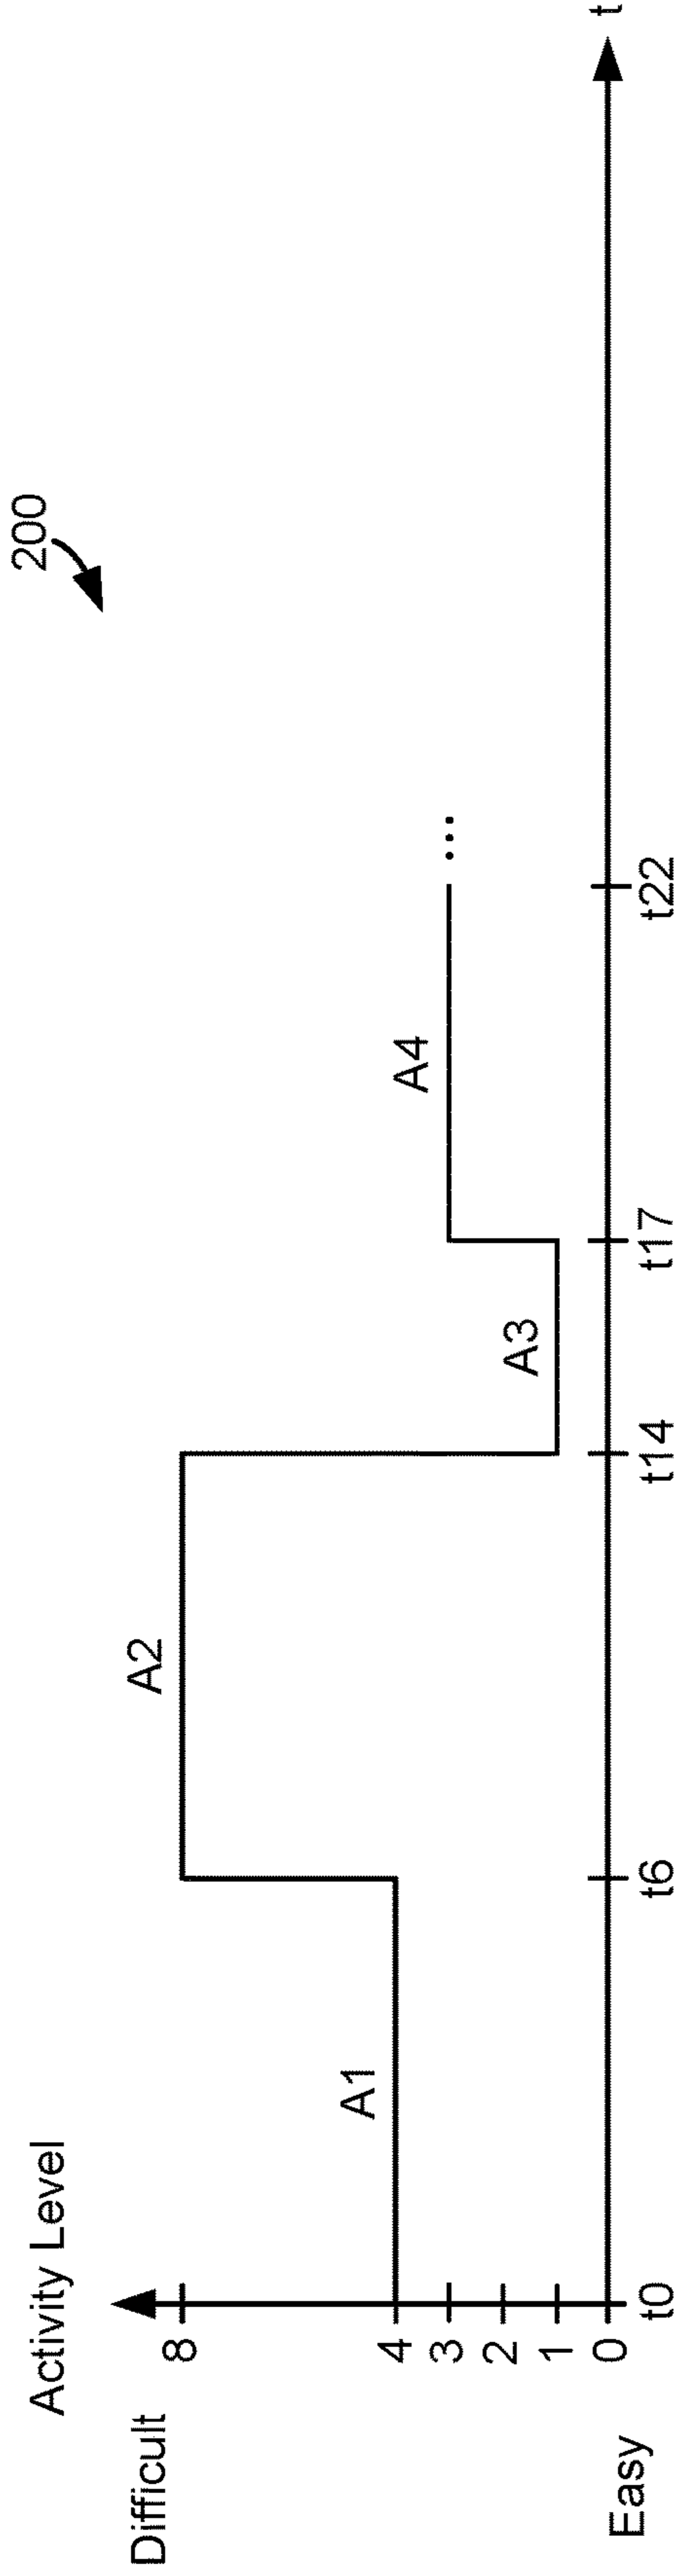 200
Activity Level
Difficult
8
A2
4
A1
A4
3
2
A3
1
0
Easy
t
t0
t6
t14
t17
t22
...